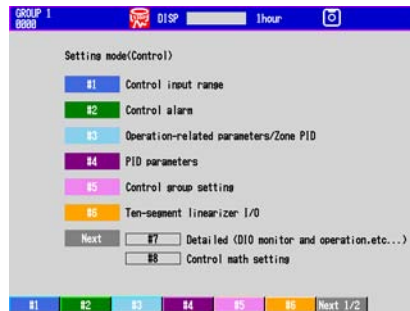 GROUP 1
0000
DISP
1hour
Setting mode(Control)
#1 Control input range
#2 Control alarm
#3 Operation-related parameters/Zone PID
#4 PID parameters
#5 Control group setting
#6 Ten-segment linearizer I/O
Next #7 Detailed (DIO monitor and operation.etc...)
#8 Control math setting
#1 #2 #3 #4 #5 #6 Next 1/2